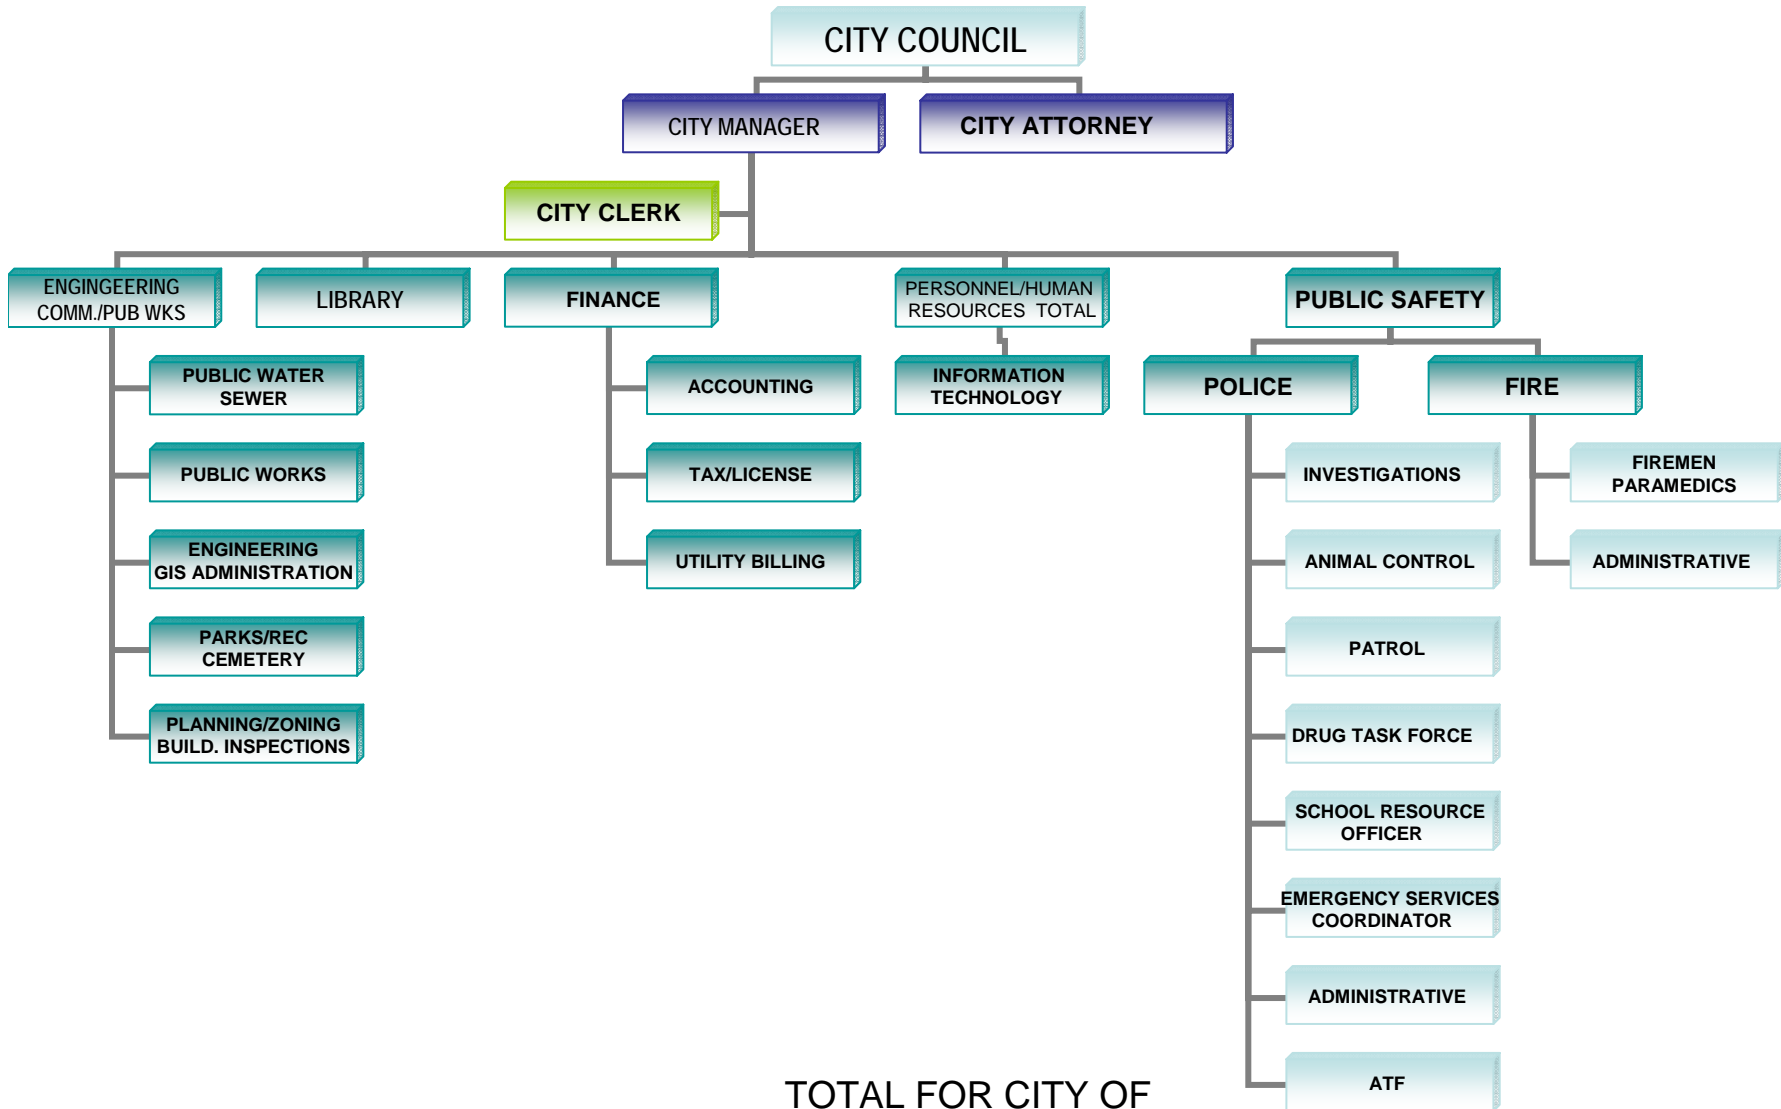 CITY COUNCIL
CITY MANAGER
CITY ATTORNEY
CITY CLERK
ENGINGEERING
COMM./PUB WKS
LIBRARY
FINANCE
PERSONNEL/HUMAN
RESOURCES TOTAL
PUBLIC SAFETY
PUBLIC WATER
SEWER
PUBLIC WORKS
ENGINEERING
GIS ADMINISTRATION
PARKS/REC
CEMETERY
PLANNING/ZONING
BUILD. INSPECTIONS
ACCOUNTING
TAX/LICENSE
UTILITY BILLING
INFORMATION
TECHNOLOGY
POLICE
FIRE
INVESTIGATIONS
ANIMAL CONTROL
PATROL
DRUG TASK FORCE
SCHOOL RESOURCE
OFFICER
EMERGENCY SERVICES
COORDINATOR
ADMINISTRATIVE
ATF
FIREMEN
PARAMEDICS
ADMINISTRATIVE
TOTAL FOR CITY OF